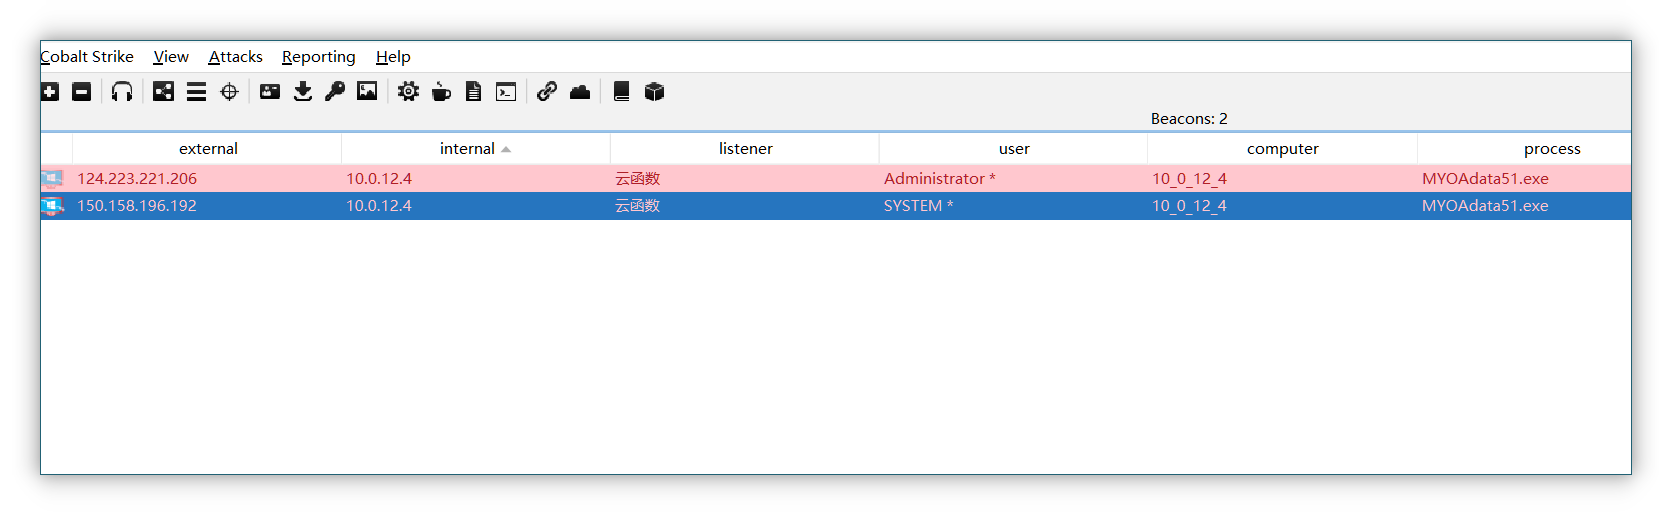 Cobalt Strike View Attacks Reporting Help
Beacons: 2
external internal listener user computer process
124.223.221.206 10.0.12.4 云函数 Administrator * 10_0_12_4 MYOAdata51.exe
150.158.196.192 10.0.12.4 云函数 SYSTEM * 10_0_12_4 MYOAdata51.exe